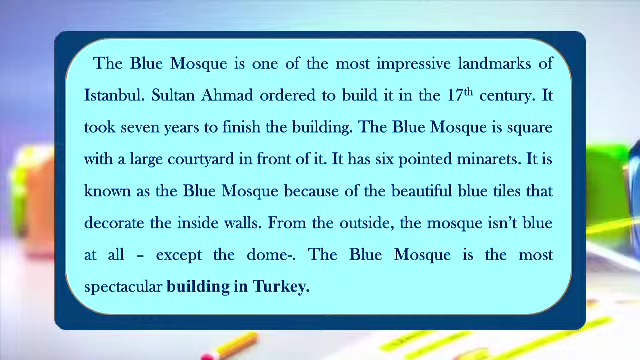 The Blue Mosque is one of the most impressive landmarks of
Istanbul. Sultan Ahmad ordered to build it in the 17th century. It
took seven years to finish the building. The Blue Mosque is square
with a large courtyard in front of it. It has six pointed minarets. It is
known as the Blue Mosque because of the beautiful blue tiles that
decorate the inside walls. From the outside, the mosque isn't blue
at all – except the dome-. The Blue Mosque is the most
spectacular building in Turkey.